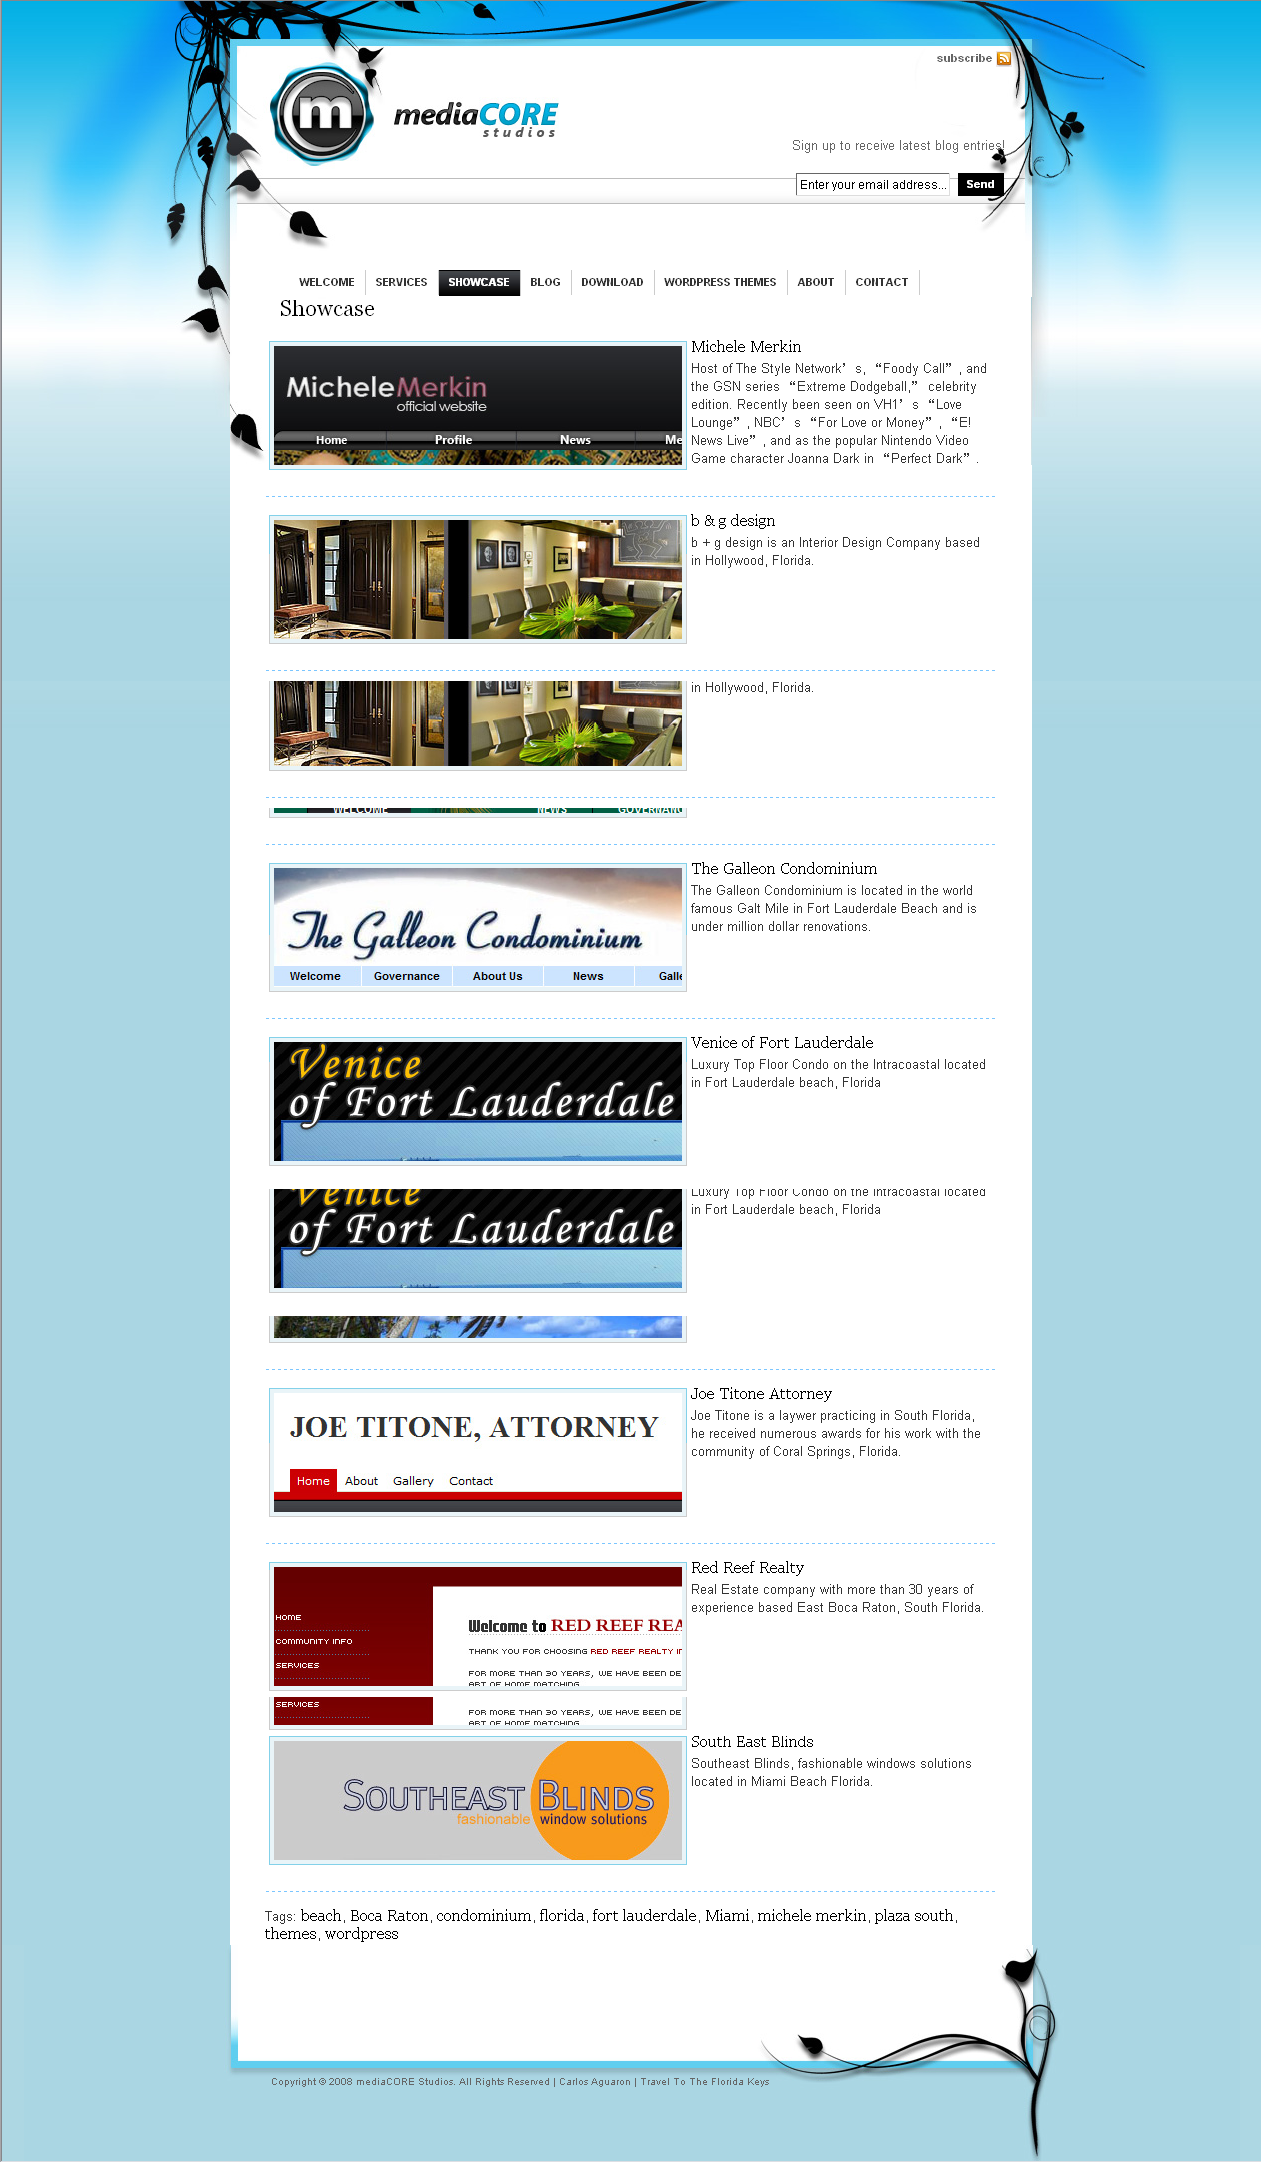 subscribe
m
mediaCORE
studios
Sign up to receive latest blog entries!
Enter your email address... Send
WELCOME SERVICES SHOWCASE BLOG DOWNLOAD WORDPRESS THEMES ABOUT CONTACT
Showcase
MicheleMerkin
official website
Home Profile News Me
Michele Merkin
Host of The Style Network’s, “Foody Call”, and
the GSN series “Extreme Dodgeball,” celebrity
edition. Recently been seen on VH1’s “Love
Lounge”, NBC’s “For Love or Money”, “E!
News Live”, and as the popular Nintendo Video
Game character Joanna Dark in “Perfect Dark”.
b & g design
b + g design is an Interior Design Company based
in Hollywood, Florida.
in Hollywood, Florida.
WELCOME NEWS GOVERNANC
The Galleon Condominium
Welcome Governance About Us News Galle
The Galleon Condominium
The Galleon Condominium is located in the world
famous Galt Mile in Fort Lauderdale Beach and is
under million dollar renovations.
Venice
of Fort Lauderdale
Venice of Fort Lauderdale
Luxury Top Floor Condo on the Intracoastal located
in Fort Lauderdale beach, Florida
Venice
of Fort Lauderdale
Luxury Top Floor Condo on the Intracoastal located
in Fort Lauderdale beach, Florida
JOE TITONE, ATTORNEY
Home About Gallery Contact
Joe Titone Attorney
Joe Titone is a laywer practicing in South Florida,
he received numerous awards for his work with the
community of Coral Springs, Florida.
HOME
COMMUNITY INFO
SERVICES
Welcome to RED REEF REA
THANK YOU FOR CHOOSING RED REEF REALTY IN
FOR MORE THAN 30 YEARS, WE HAVE BEEN DE
ART OF HOME MATCHING
Red Reef Realty
Real Estate company with more than 30 years of
experience based East Boca Raton, South Florida.
SERVICES
FOR MORE THAN 30 YEARS, WE HAVE BEEN DE
ART OF HOME MATCHING
SOUTHEAST BLINDS
fashionable window solutions
South East Blinds
Southeast Blinds, fashionable windows solutions
located in Miami Beach Florida.
Tags: beach, Boca Raton, condominium, florida, fort lauderdale, Miami, michele merkin, plaza south,
themes, wordpress
Copyright © 2008 mediaCORE Studios. All Rights Reserved | Carlos Aguaron | Travel To The Florida Keys